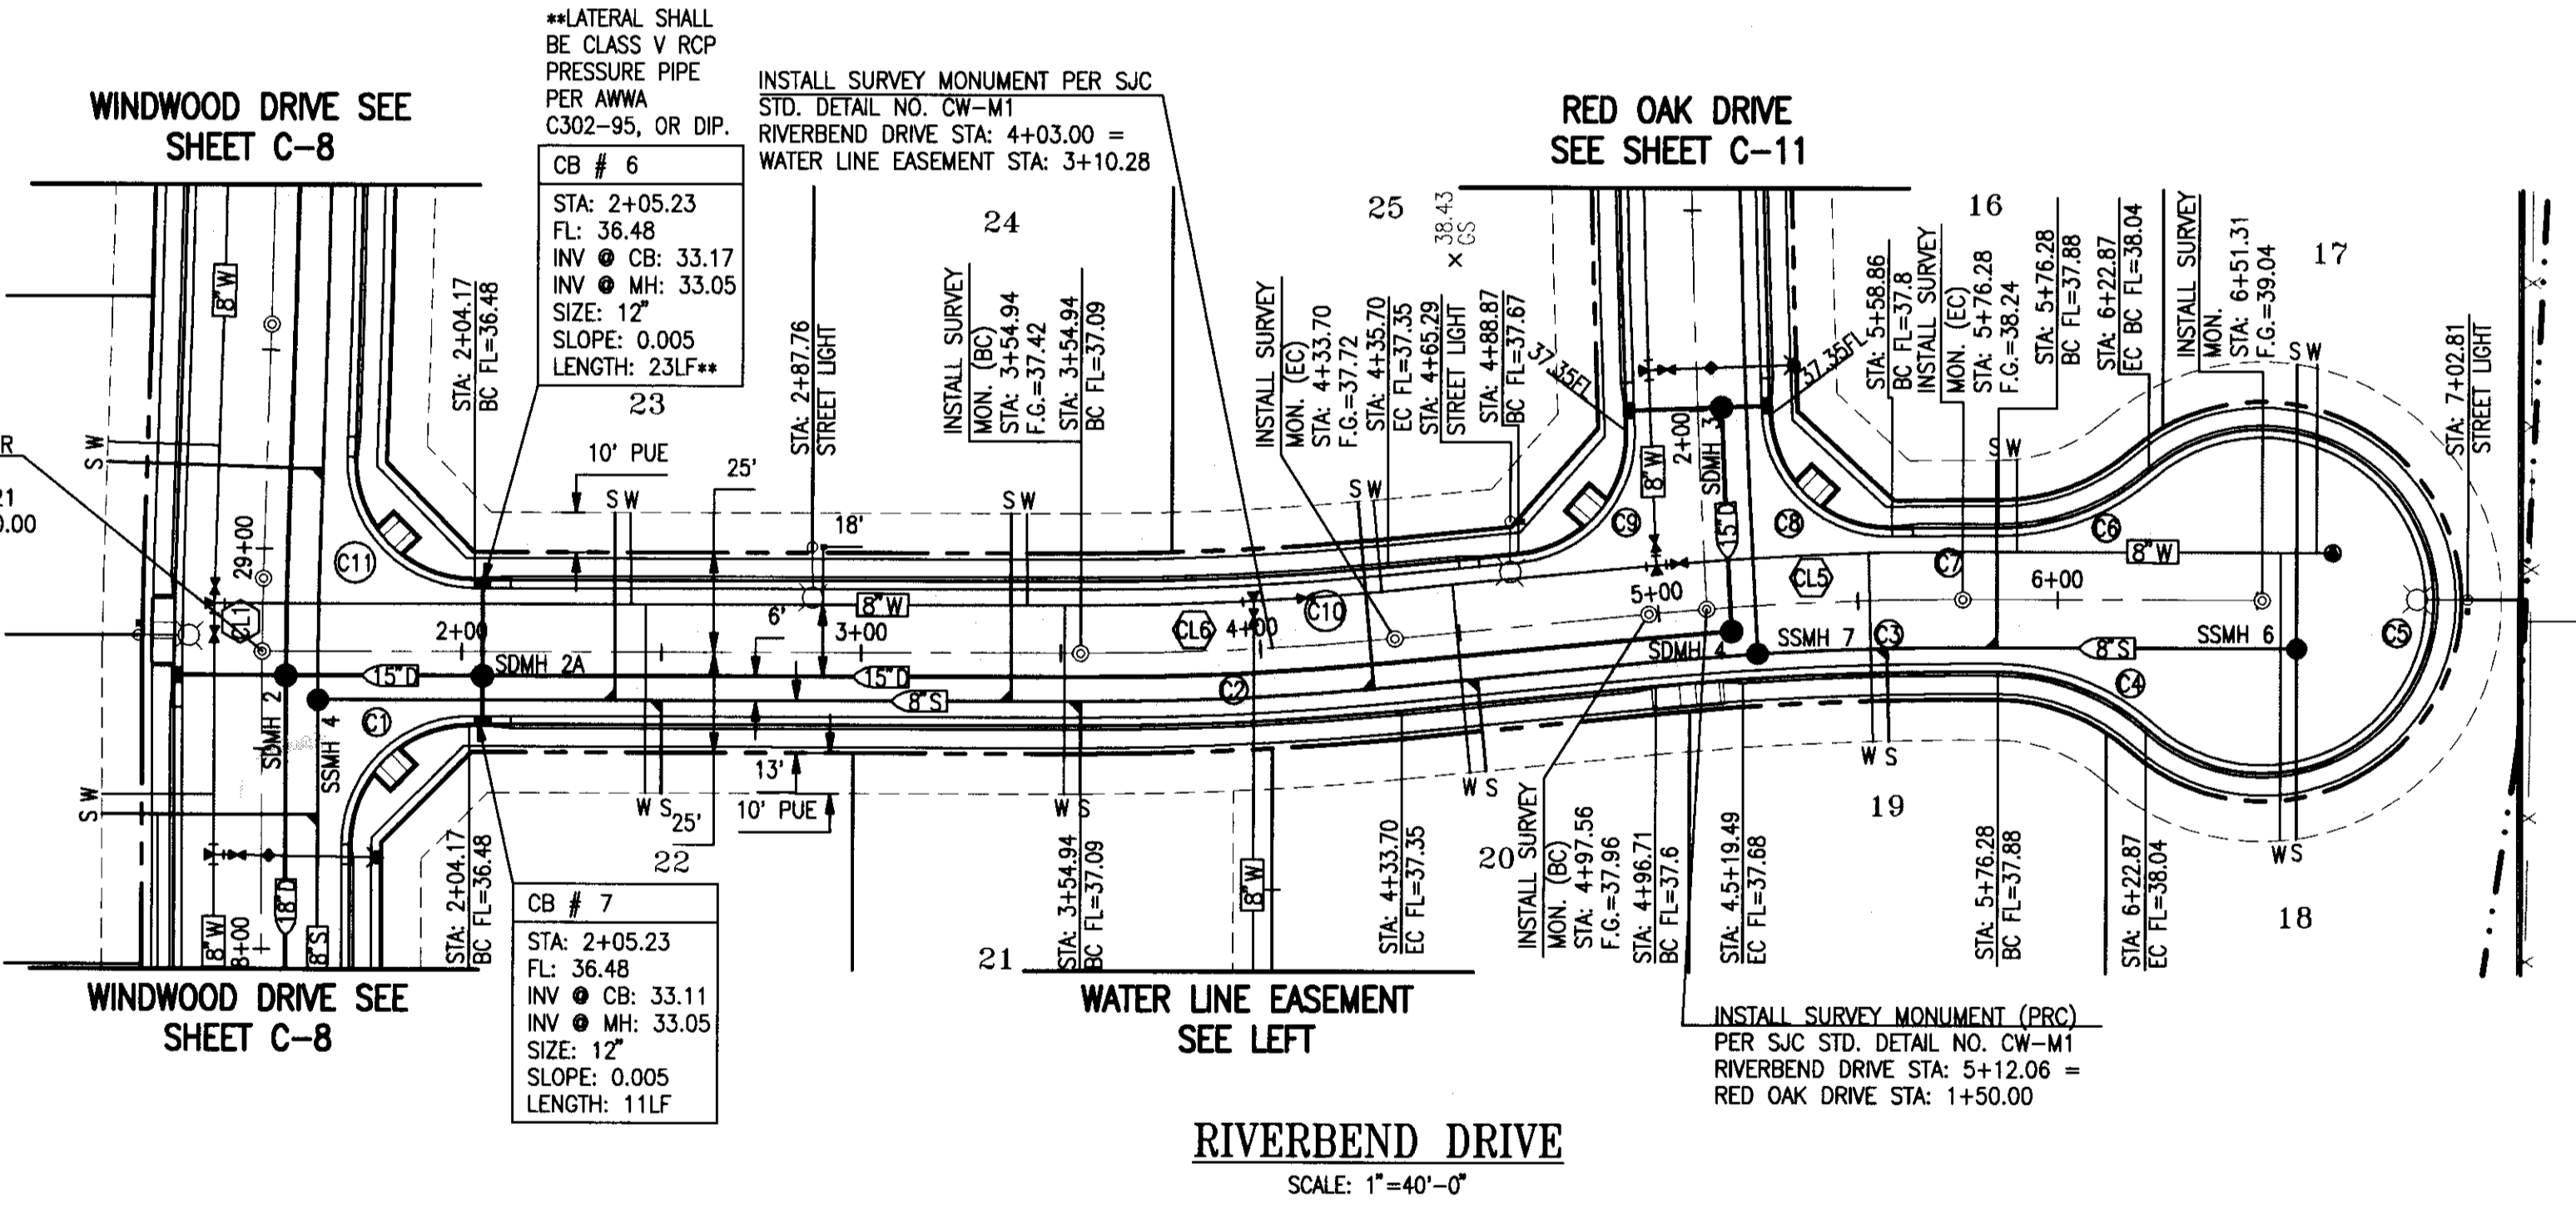 **LATERAL SHALL
BE CLASS V RCP
PRESSURE PIPE
PER AWWA
C302-95, OR DIP.
WINDWOOD DRIVE SEE
SHEET C-8
INSTALL SURVEY MONUMENT PER SJC
STD. DETAIL NO. CW-M1
RIVERBEND DRIVE STA: 4+03.00 =
WATER LINE EASEMENT STA: 3+10.28
RED OAK DRIVE
SEE SHEET C-11
CB # 6
STA: 2+05.23
FL: 36.48
INV @ CB: 33.17
INV @ MH: 33.05
SIZE: 12"
SLOPE: 0.005
LENGTH: 23LF**
24
25
38.43
GS
16
17
23
8"W
STA: 2+04.17
BC FL=36.48
STA: 2+87.76
STREET LIGHT
INSTALL SURVEY
MON. (BC)
STA: 3+54.94
F.G.=37.42
STA: 3+54.94
BC FL=37.09
INSTALL SURVEY
MON. (EC)
STA: 4+33.70
F.G.=37.72
STA: 4+35.70
EC FL=37.35
STA: 4+65.29
STREET LIGHT
STA: 4+88.87
BC FL=37.67
37.35FL
37.35FL
STA: 5+58.86
BC FL=37.8
INSTALL SURVEY
MON. (EC)
STA: 5+76.28
F.G.=38.24
STA: 5+76.28
BC FL=37.88
STA: 6+22.87
EC BC FL=38.04
INSTALL SURVEY
MON.
STA: 6+51.31
F.G.=39.04
STA: 7+02.81
STREET LIGHT
R
21
0.00
S W
10' PUE
25'
18'
S W
S W
S W
S W
S W
29+00
C11
CL1
2+00
6'
3+00
8"W
CL6
4+00
C10
8"W
2+00
SDMH 3
15"D
C9
C8
5+00
CL5
C7
6+00
C6
8"W
SDMH 2A
15"D
15"D
8"S
C2
SDMH 4
SSMH 7
C3
8"S
SSMH 6
C5
C4
SDMH 2
SSMH 4
C1
S W
13'
10' PUE
25'
W S
W S
W S
W S
W S
22
21
20
19
18
8"W
8+00
18"D
8"S
STA: 2+04.17
BC FL=36.48
STA: 3+54.94
BC FL=37.09
8"W
STA: 4+33.70
EC FL=37.35
INSTALL SURVEY
MON. (BC)
STA: 4+97.56
F.G.=37.96
STA: 4+96.71
BC FL=37.6
STA: 4.5+19.49
EC FL=37.68
STA: 5+76.28
BC FL=37.88
STA: 6+22.87
EC FL=38.04
CB # 7
STA: 2+05.23
FL: 36.48
INV @ CB: 33.11
INV @ MH: 33.05
SIZE: 12"
SLOPE: 0.005
LENGTH: 11LF
WINDWOOD DRIVE SEE
SHEET C-8
WATER LINE EASEMENT
SEE LEFT
INSTALL SURVEY MONUMENT (PRC)
PER SJC STD. DETAIL NO. CW-M1
RIVERBEND DRIVE STA: 5+12.06 =
RED OAK DRIVE STA: 1+50.00
RIVERBEND DRIVE
SCALE: 1"=40'-0"